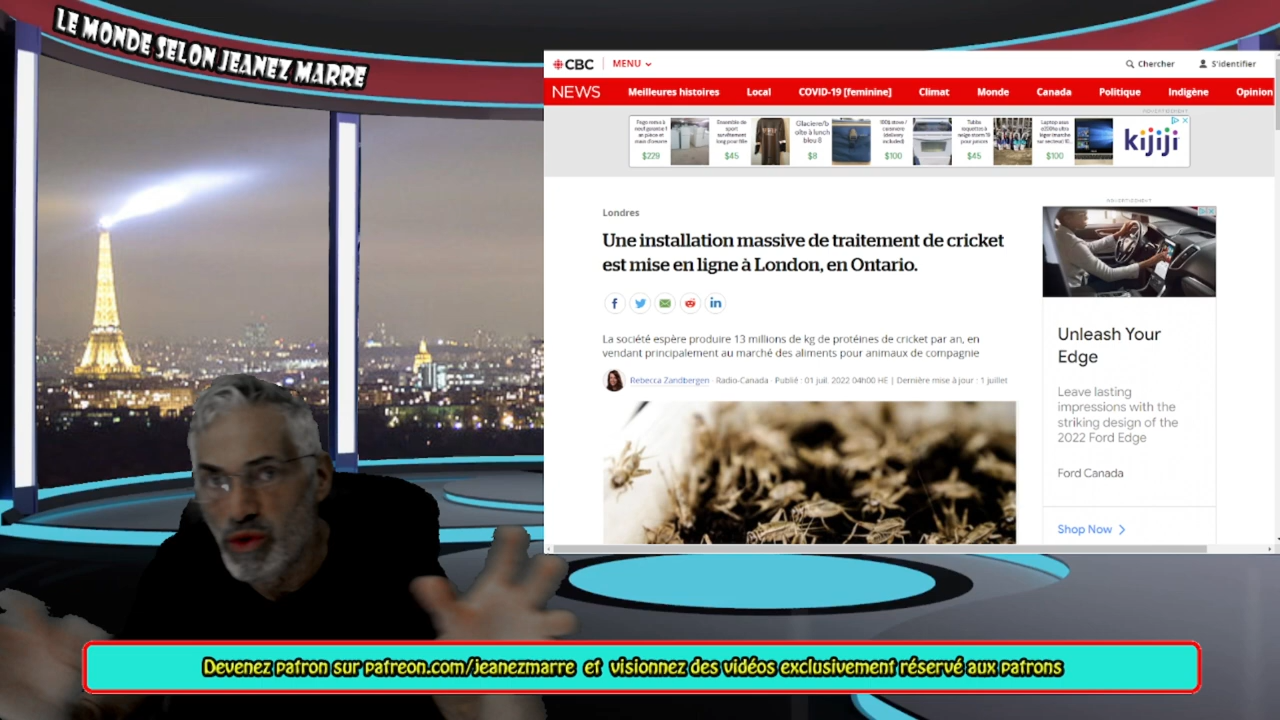 LE MONDE SELON JEANEZ MARRE
CBC MENU Chercher S'identifier
NEWS Meilleures histoires Local COVID-19 [feminine] Climat Monde Canada Politique Indigène Opinion
ADVERTISEMENT
$229 $45 $8 $100 $45 $100 kijiji
ADVERTISEMENT
Londres
Une installation massive de traitement de cricket
est mise en ligne à London, en Ontario.
La société espère produire 13 millions de kg de protéines de cricket par an, en
vendant principalement au marché des aliments pour animaux de compagnie
Rebecca Zandbergen · Radio-Canada · Publié : 01 juil. 2022 04h00 HE | Dernière mise à jour : 1 juillet
Unleash Your
Edge
Leave lasting
impressions with the
striking design of the
2022 Ford Edge
Ford Canada
Shop Now
Devenez patron sur patreon.com/jeanezmarre et visionnez des vidéos exclusivement réservé aux patrons